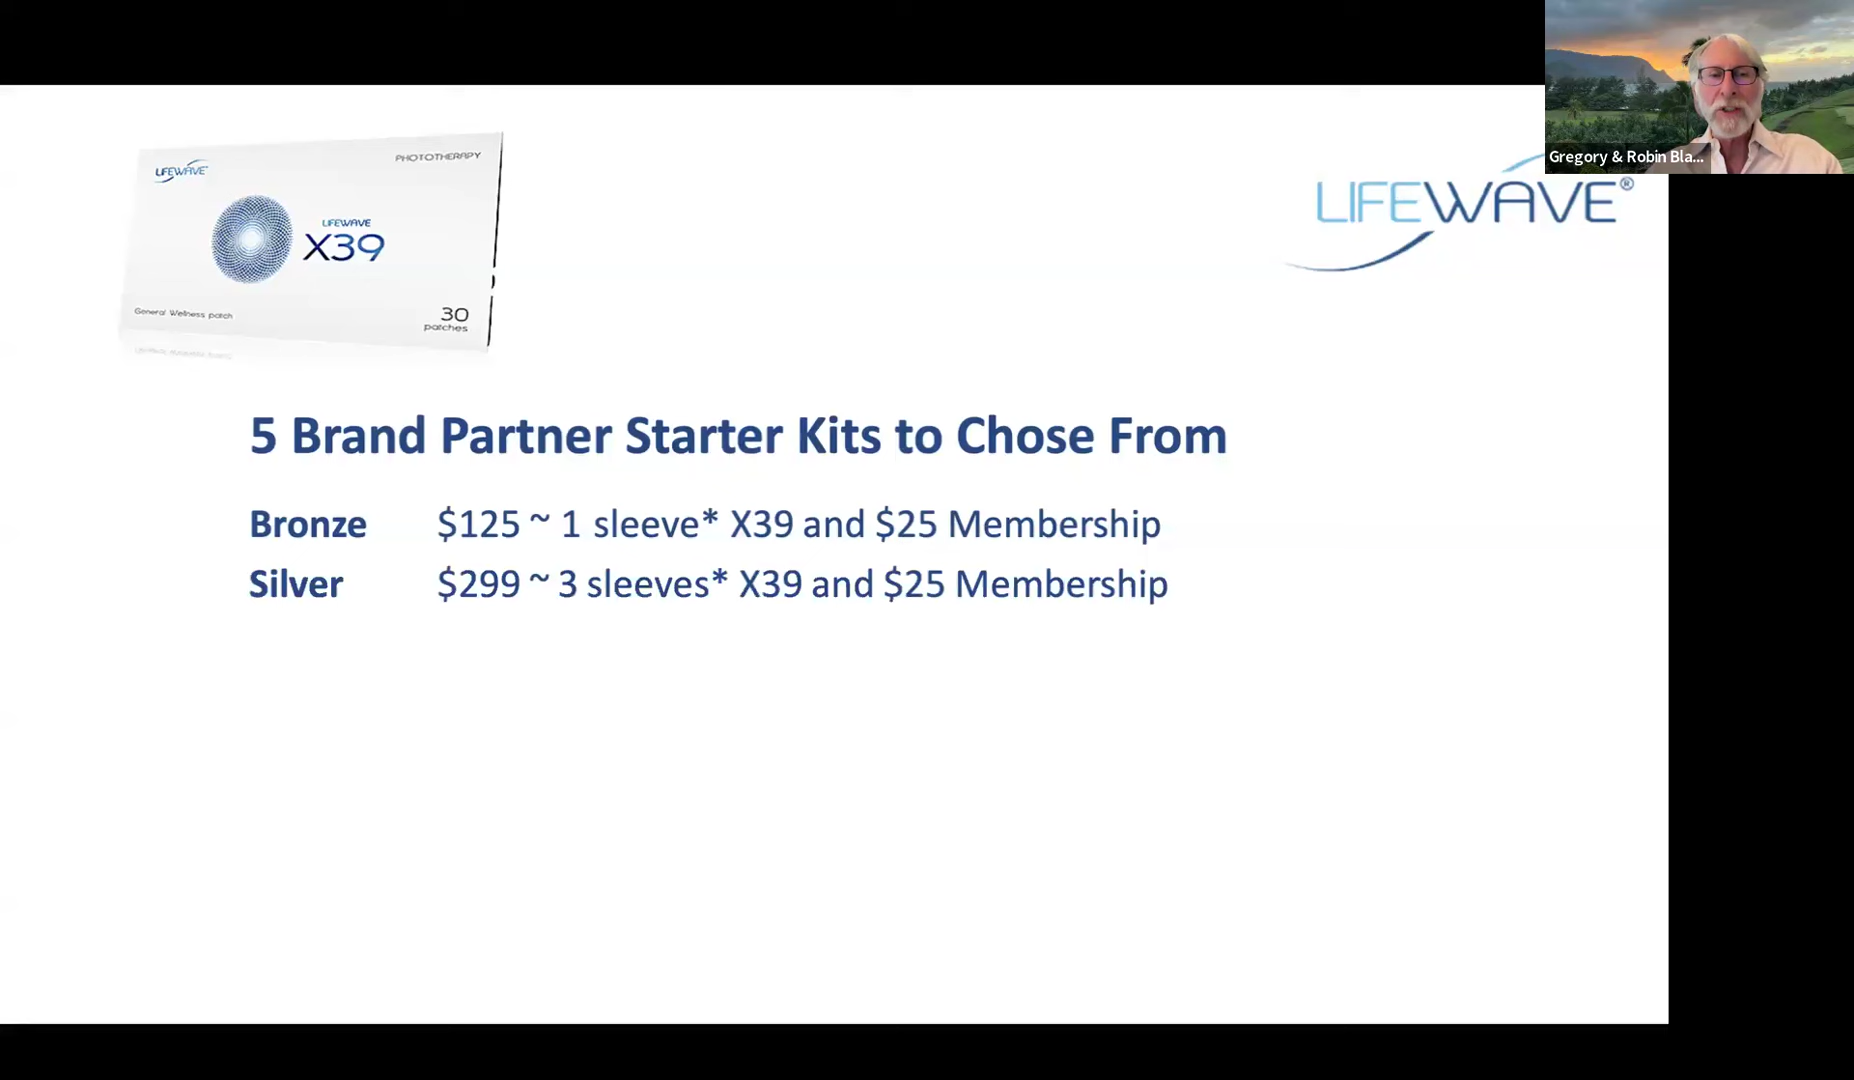 LIFEWAVE
PHOTOTHERAPY
LIFEWAVE
X39
General Wellness patch
30
patches
Gregory & Robin Bla...
LIFEWAVE®
5 Brand Partner Starter Kits to Chose From
Bronze $125 ~ 1 sleeve* X39 and $25 Membership
Silver $299 ~ 3 sleeves* X39 and $25 Membership